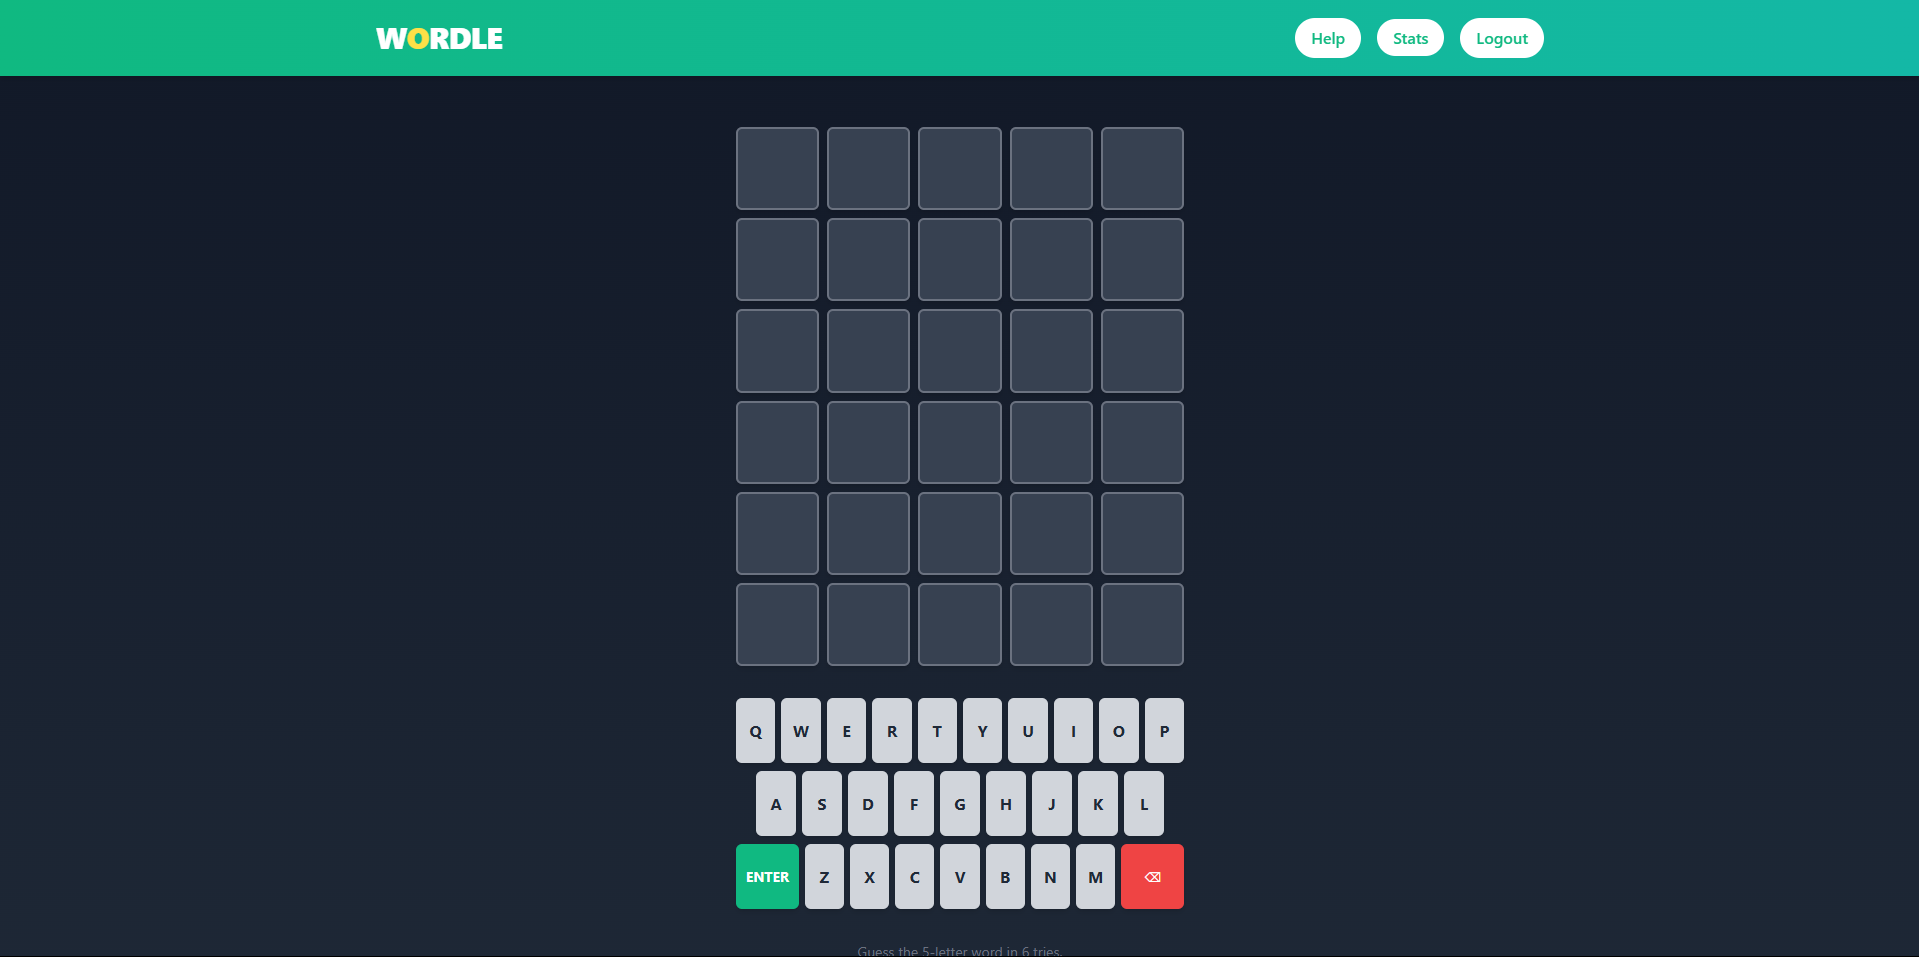 WORDLE
Help Stats Logout
Q W E R T Y U I O P
A S D F G H J K L
ENTER Z X C V B N M ⌫
Guess the 5-letter word in 6 tries.